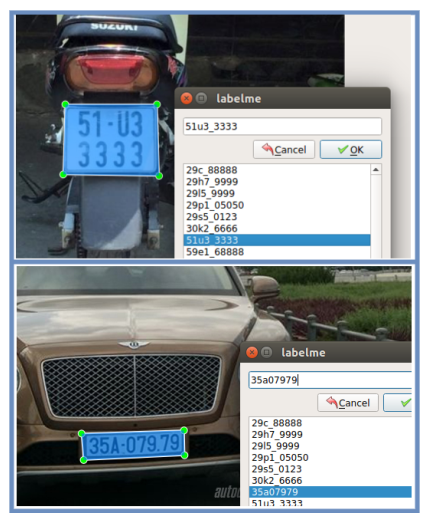 SUZUKI
51-U3
3333
labelme
51u3_3333
Cancel
OK
29c_88888
29h7_9999
29l5_9999
29p1_05050
29s5_0123
30k2_6666
51u3_3333
59e1_68888
35A-079.79
labelme
35a07979
Cancel
29c_88888
29h7_9999
29l5_9999
29p1_05050
29s5_0123
30k2_6666
35a07979
51u3_3333